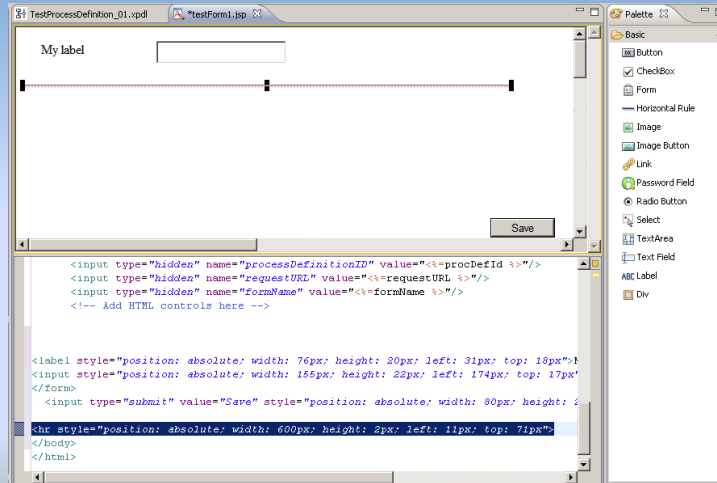 TestProcessDefinition_01.xpdl
*testForm1.jsp
My label
Save
<input type="hidden" name="processDefinitionID" value="<%=procDefId %>"/>
<input type="hidden" name="requestURL" value="<%=requestURL %>"/>
<input type="hidden" name="formName" value="<%=formName %>"/>
<!-- Add HTML controls here -->
<label style="position: absolute; width: 76px; height: 20px; left: 31px; top: 18px">
<input style="position: absolute; width: 155px; height: 22px; left: 174px; top: 17px"
</form>
<input type="submit" value="Save" style="position: absolute; width: 80px; height:
<hr style="position: absolute; width: 600px; height: 2px; left: 11px; top: 71px">
</body>
</html>
Palette
Basic
Button
CheckBox
Form
Horizontal Rule
Image
Image Button
Link
Password Field
Radio Button
Select
TextArea
Text Field
ABC Label
Div